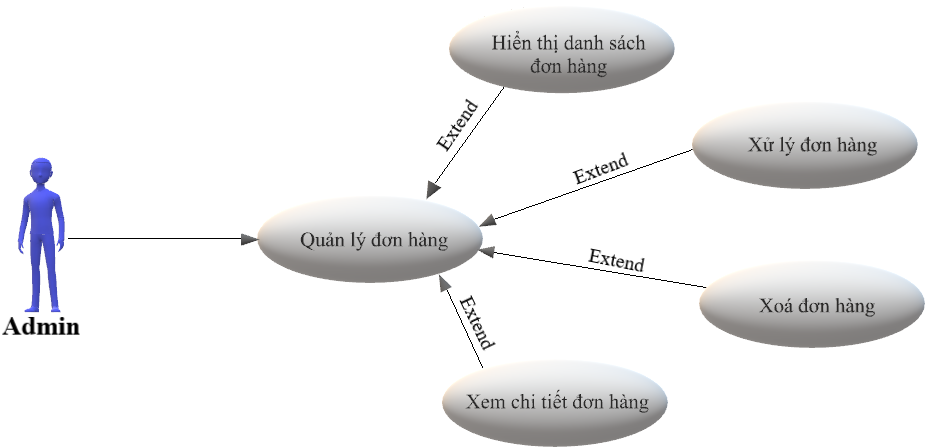 Hiển thị danh sách
đơn hàng
Extend
Xử lý đơn hàng
Extend
Quản lý đơn hàng
Extend
Xoá đơn hàng
Admin
Extend
Xem chi tiết đơn hàng